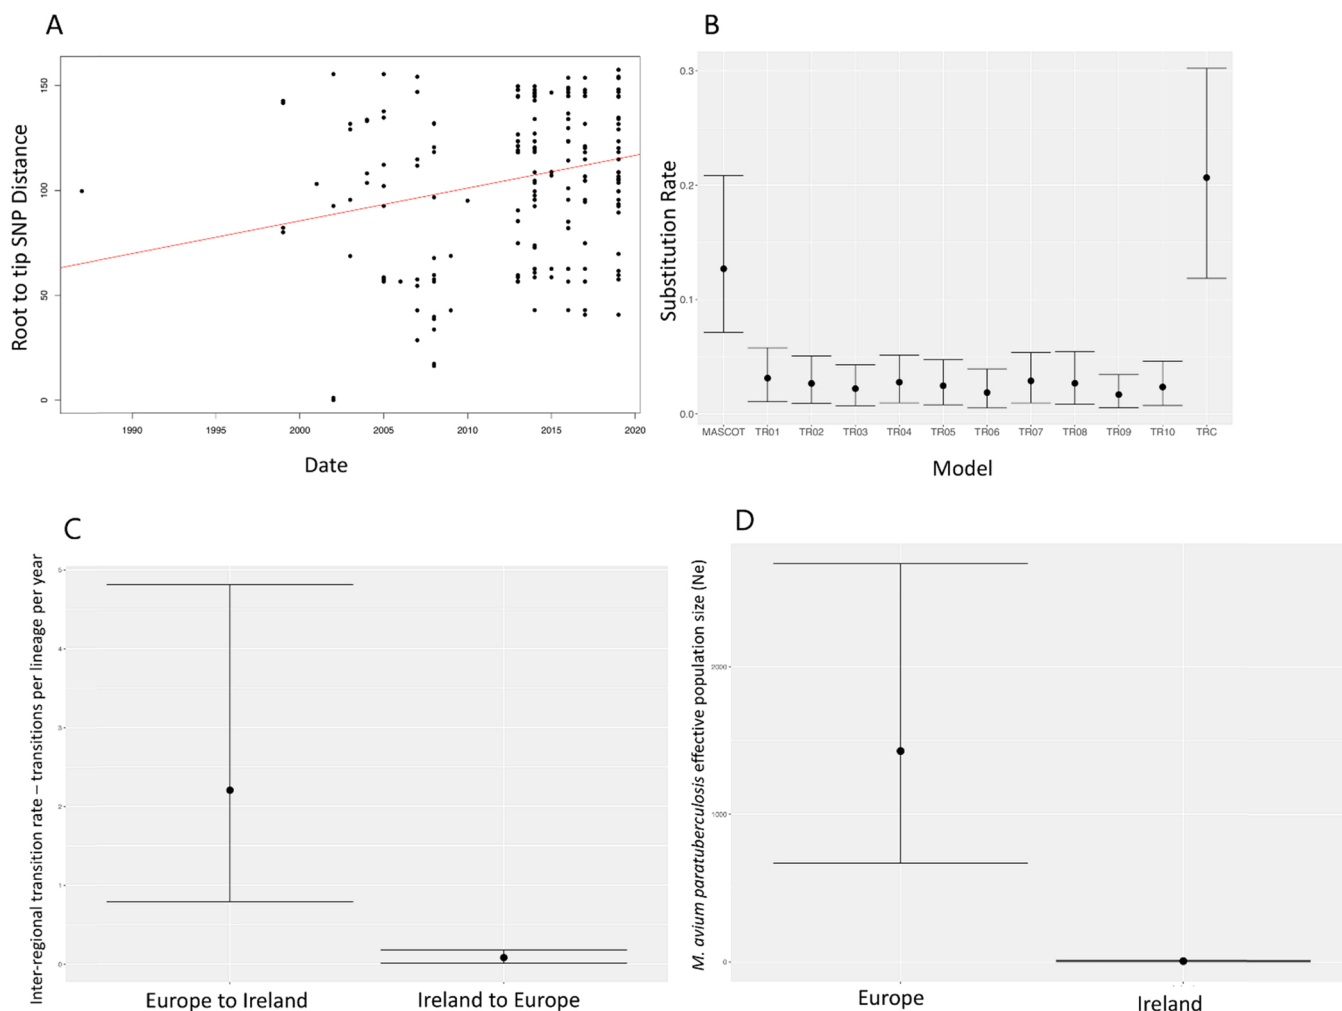 A
Root to tip SNP Distance
150
100
50
0
1990 1995 2000 2005 2010 2015 2020
Date
B
Substitution Rate
0.3
0.2
0.1
0.0
MASCOT TR01 TR02 TR03 TR04 TR05 TR06 TR07 TR08 TR09 TR10 TRC
Model
C
Inter-regional transition rate – transitions per lineage per year
5
4
3
2
1
0
Europe to Ireland Ireland to Europe
D
M. avium paratuberculosis effective population size (Ne)
2000
1000
0
Europe Ireland